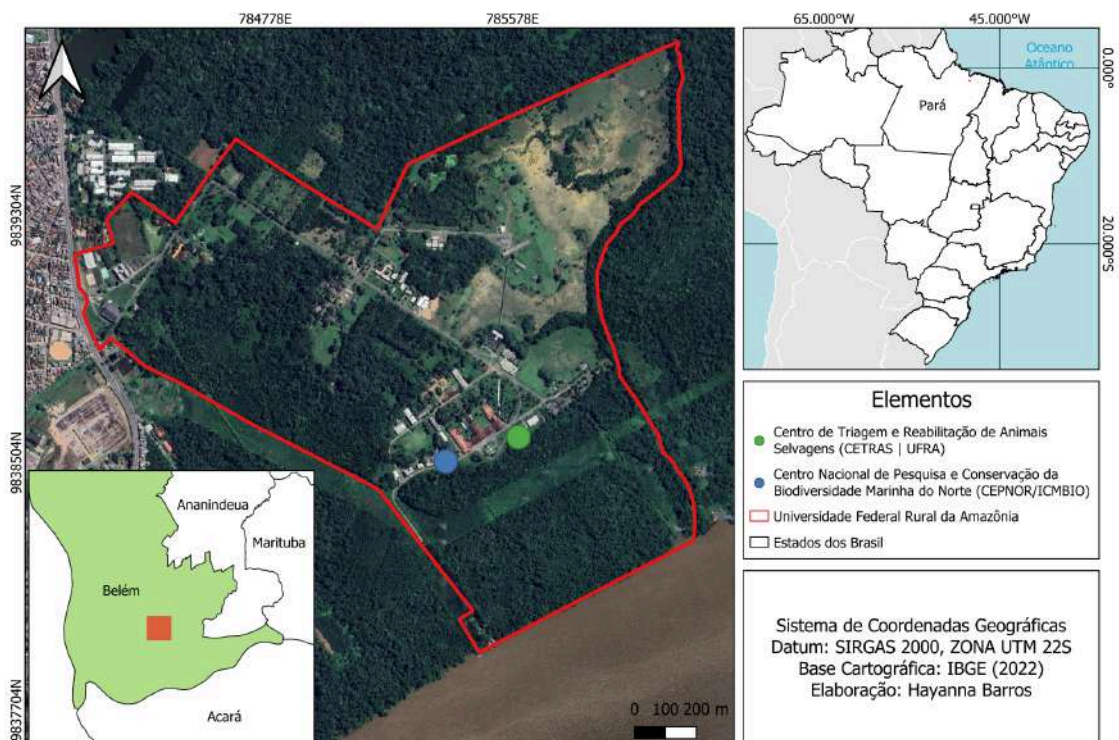 784778E
785578E
9839304N
9838504N
9837704N
0 100 200 m
Ananindeua
Marituba
Belém
Acará
65.000°W
45.000°W
0.000°
20.000°S
Oceano
Atlântico
Pará
Elementos
Centro de Triagem e Reabilitação de Animais
Selvagens (CETRAS | UFRA)
Centro Nacional de Pesquisa e Conservação da
Biodiversidade Marinha do Norte (CEPNOR/ICMBIO)
Universidade Federal Rural da Amazônia
Estados dos Brasil
Sistema de Coordenadas Geográficas
Datum: SIRGAS 2000, ZONA UTM 22S
Base Cartográfica: IBGE (2022)
Elaboração: Hayanna Barros